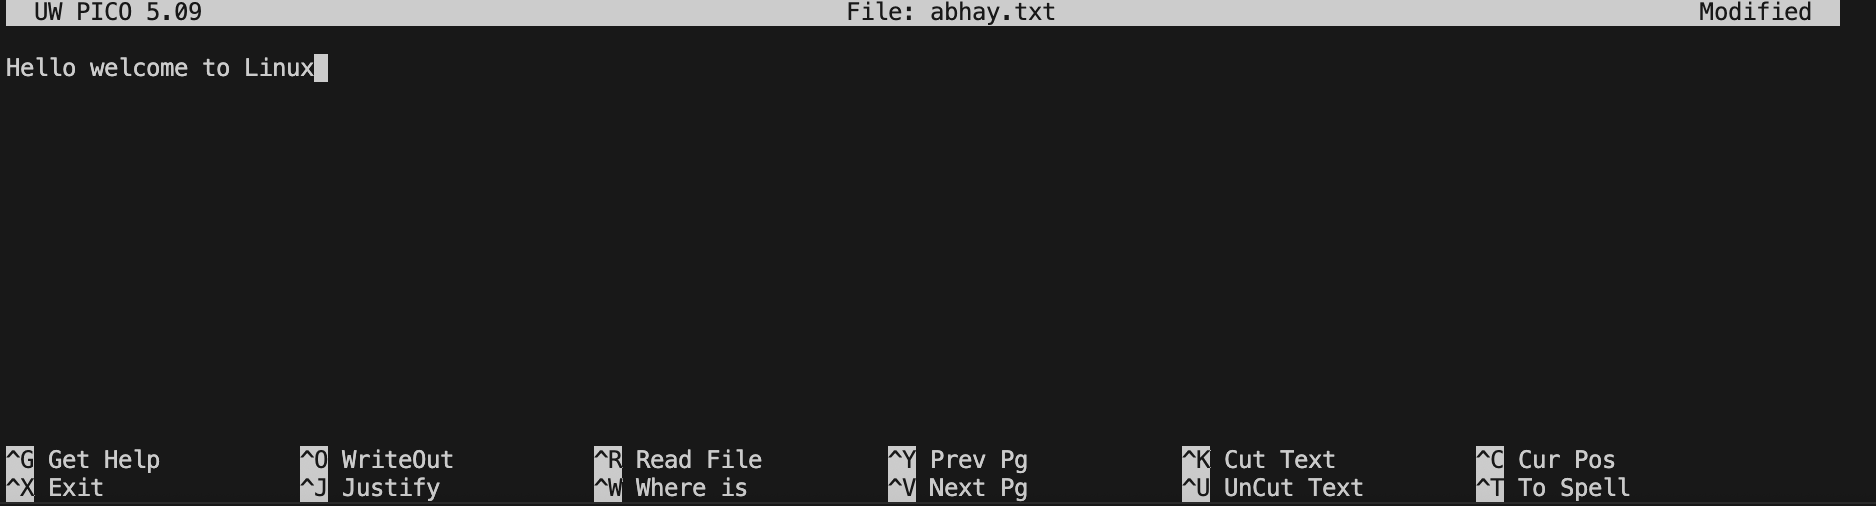 UW PICO 5.09 File: abhay.txt Modified
Hello welcome to Linux
^G Get Help ^O WriteOut ^R Read File ^Y Prev Pg ^K Cut Text ^C Cur Pos
^X Exit ^J Justify ^W Where is ^V Next Pg ^U UnCut Text ^T To Spell